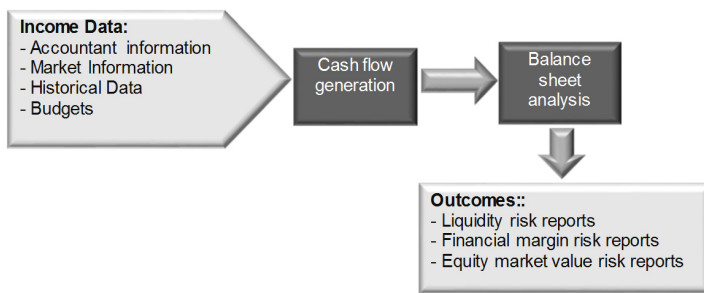 Income Data:
- Accountant information
- Market Information
- Historical Data
- Budgets
Cash flow
generation
Balance
sheet
analysis
Outcomes::
- Liquidity risk reports
- Financial margin risk reports
- Equity market value risk reports